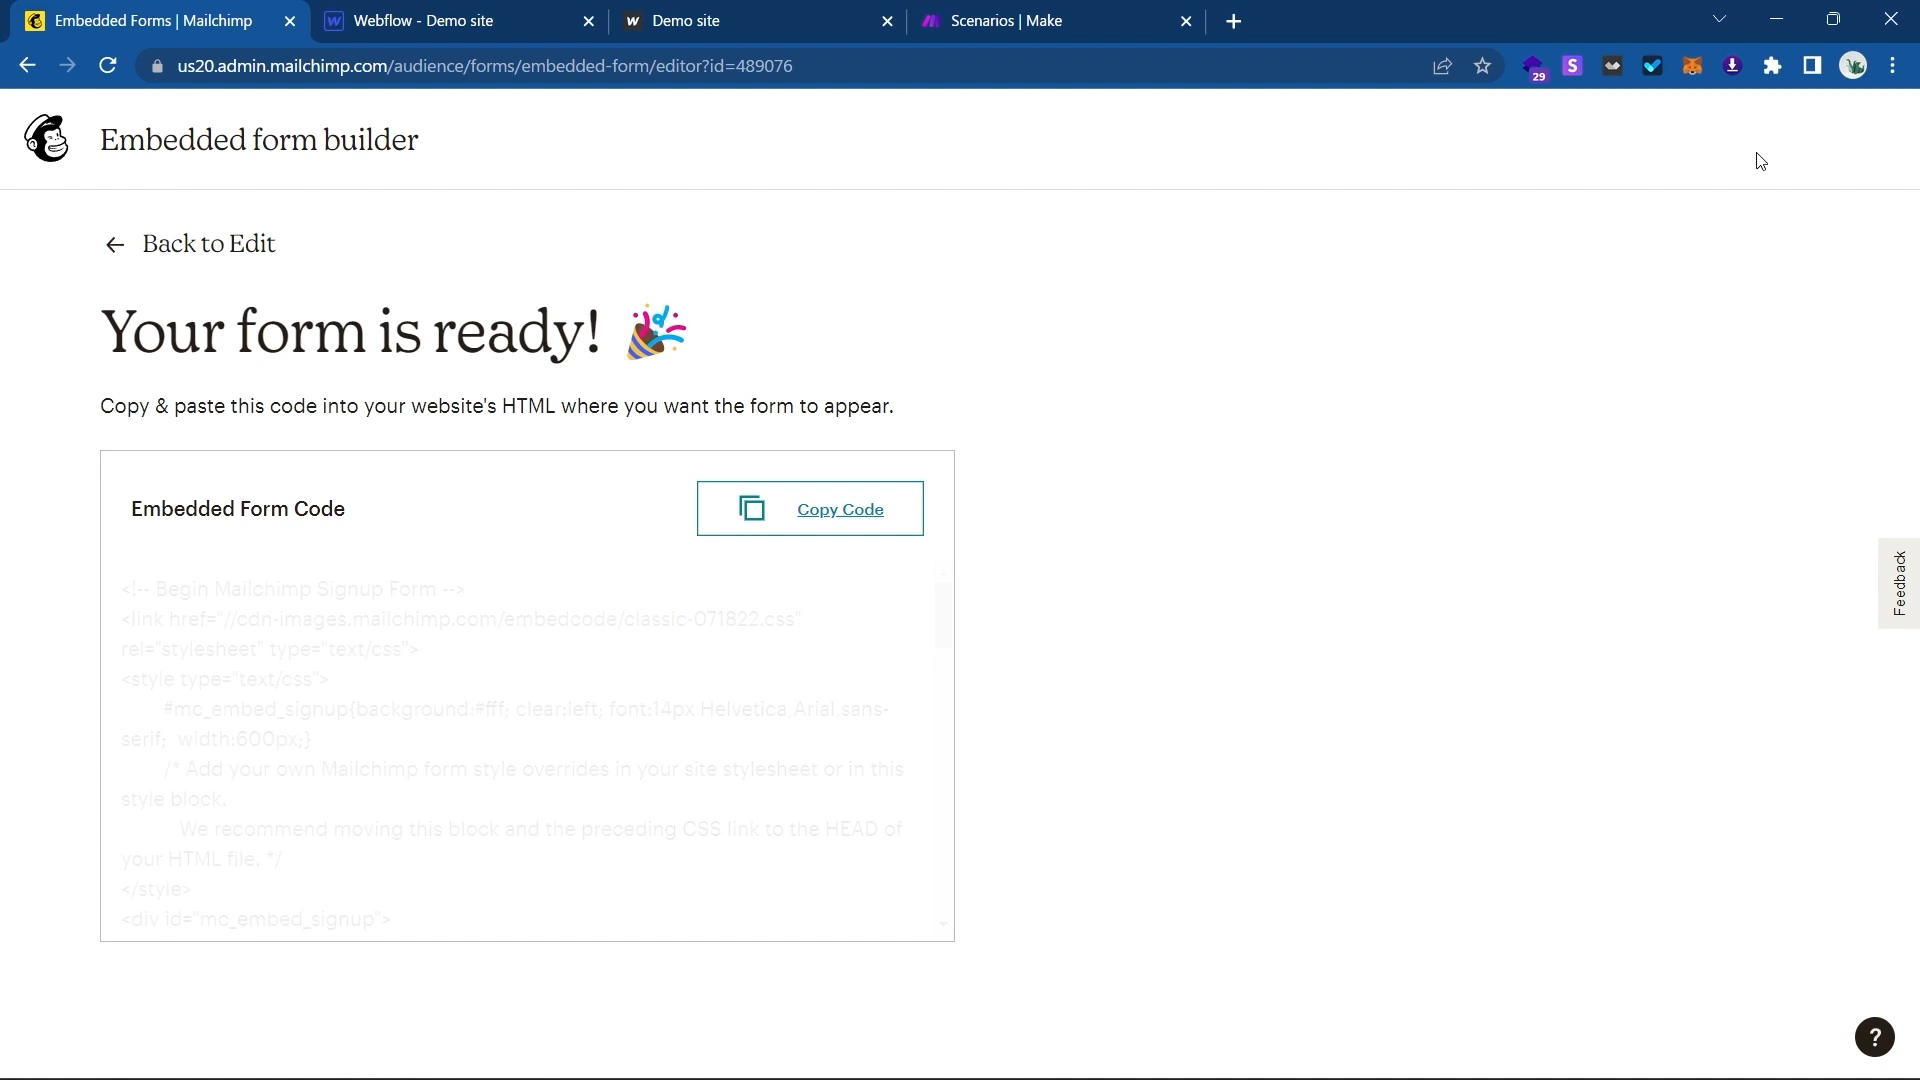 Embedded Forms | Mailchimp
Webflow - Demo site
Demo site
Scenarios | Make
us20.admin.mailchimp.com/audience/forms/embedded-form/editor?id=489076
29
Embedded form builder
← Back to Edit
Your form is ready!
Copy & paste this code into your website's HTML where you want the form to appear.
Embedded Form Code
Copy Code
<!-- Begin Mailchimp Signup Form -->
<link href="//cdn-images.mailchimp.com/embedcode/classic-071822.css"
rel="stylesheet" type="text/css">
<style type="text/css">
#mc_embed_signup{background:#fff; clear:left; font:14px Helvetica,Arial,sans-
serif; width:600px;}
/* Add your own Mailchimp form style overrides in your site stylesheet or in this
style block.
We recommend moving this block and the preceding CSS link to the HEAD of
your HTML file. */
</style>
<div id="mc_embed_signup">
Feedback
?